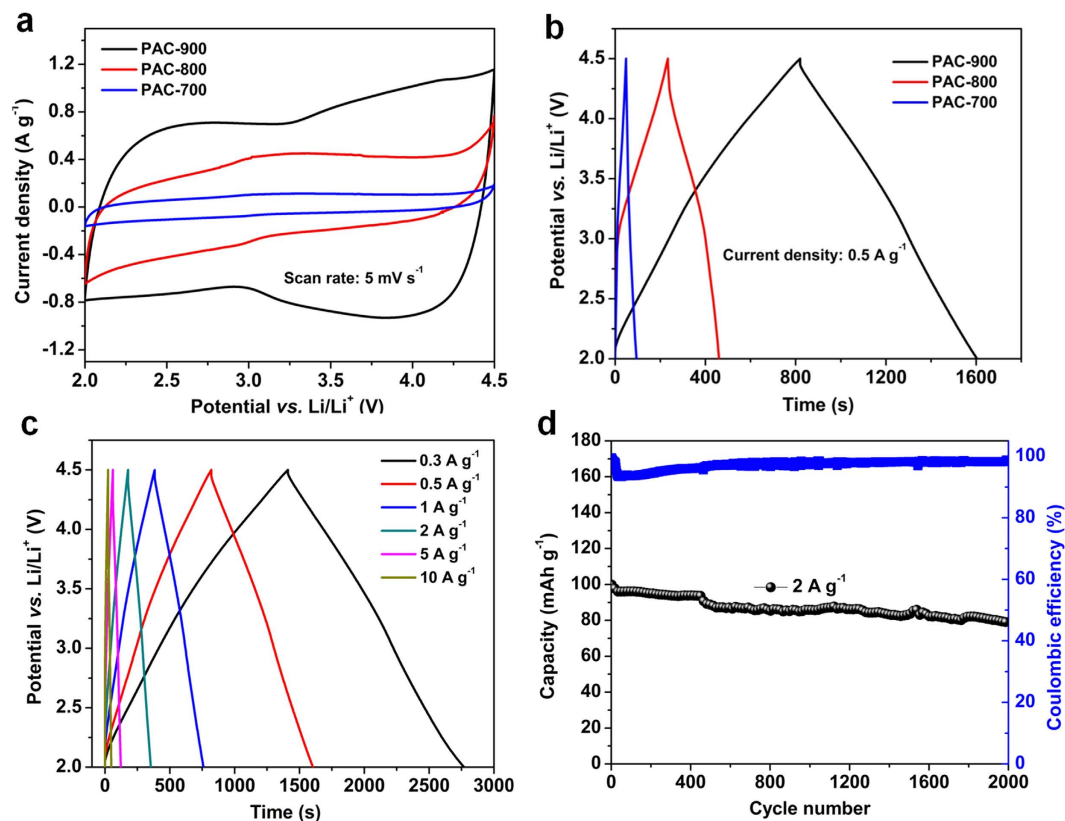 a
PAC-900
PAC-800
PAC-700
Current density (A g⁻¹)
1.2
0.8
0.4
0.0
-0.4
-0.8
-1.2
Scan rate: 5 mV s⁻¹
2.0 2.5 3.0 3.5 4.0 4.5
Potential vs. Li/Li⁺ (V)
b
PAC-900
PAC-800
PAC-700
Potential vs. Li/Li⁺ (V)
4.5
4.0
3.5
3.0
2.5
2.0
Current density: 0.5 A g⁻¹
0 400 800 1200 1600
Time (s)
c
0.3 A g⁻¹
0.5 A g⁻¹
1 A g⁻¹
2 A g⁻¹
5 A g⁻¹
10 A g⁻¹
Potential vs. Li/Li⁺ (V)
4.5
4.0
3.5
3.0
2.5
2.0
0 500 1000 1500 2000 2500 3000
Time (s)
d
Capacity (mAh g⁻¹)
180
160
140
120
100
80
60
40
20
0
2 A g⁻¹
100
80
60
40
20
0
Coulombic efficiency (%)
0 400 800 1200 1600 2000
Cycle number